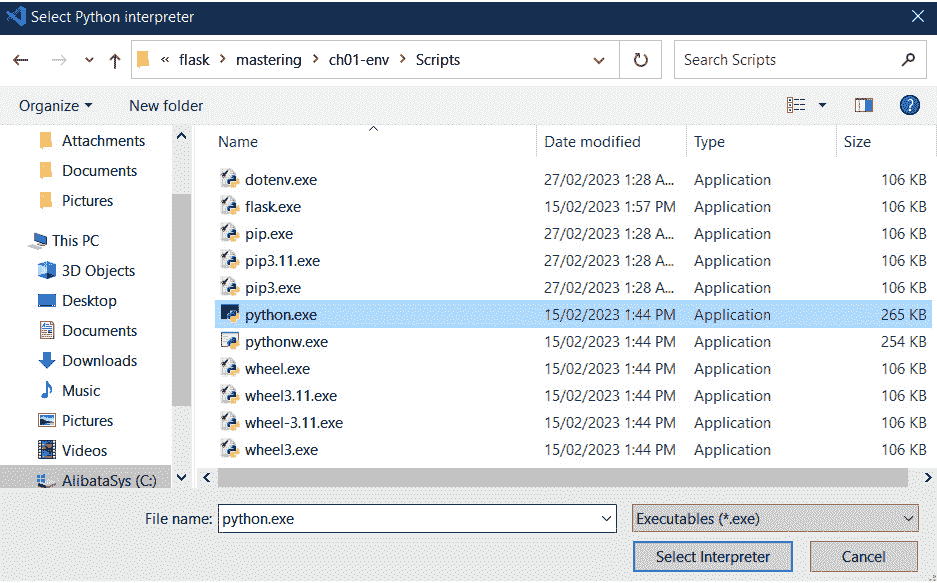 Select Python interpreter
« flask > mastering > ch01-env > Scripts
Search Scripts
Organize
New folder
?
Attachments
Documents
Pictures
This PC
3D Objects
Desktop
Documents
Downloads
Music
Pictures
Videos
AlibataSys (C:)
Name Date modified Type Size
dotenv.exe 27/02/2023 1:28 A... Application 106 KB
flask.exe 15/02/2023 1:57 PM Application 106 KB
pip.exe 27/02/2023 1:28 A... Application 106 KB
pip3.11.exe 27/02/2023 1:28 A... Application 106 KB
pip3.exe 27/02/2023 1:28 A... Application 106 KB
python.exe 15/02/2023 1:44 PM Application 265 KB
pythonw.exe 15/02/2023 1:44 PM Application 254 KB
wheel.exe 15/02/2023 1:44 PM Application 106 KB
wheel3.11.exe 15/02/2023 1:44 PM Application 106 KB
wheel-3.11.exe 15/02/2023 1:44 PM Application 106 KB
wheel3.exe 15/02/2023 1:44 PM Application 106 KB
File name: python.exe
Executables (*.exe)
Select Interpreter
Cancel